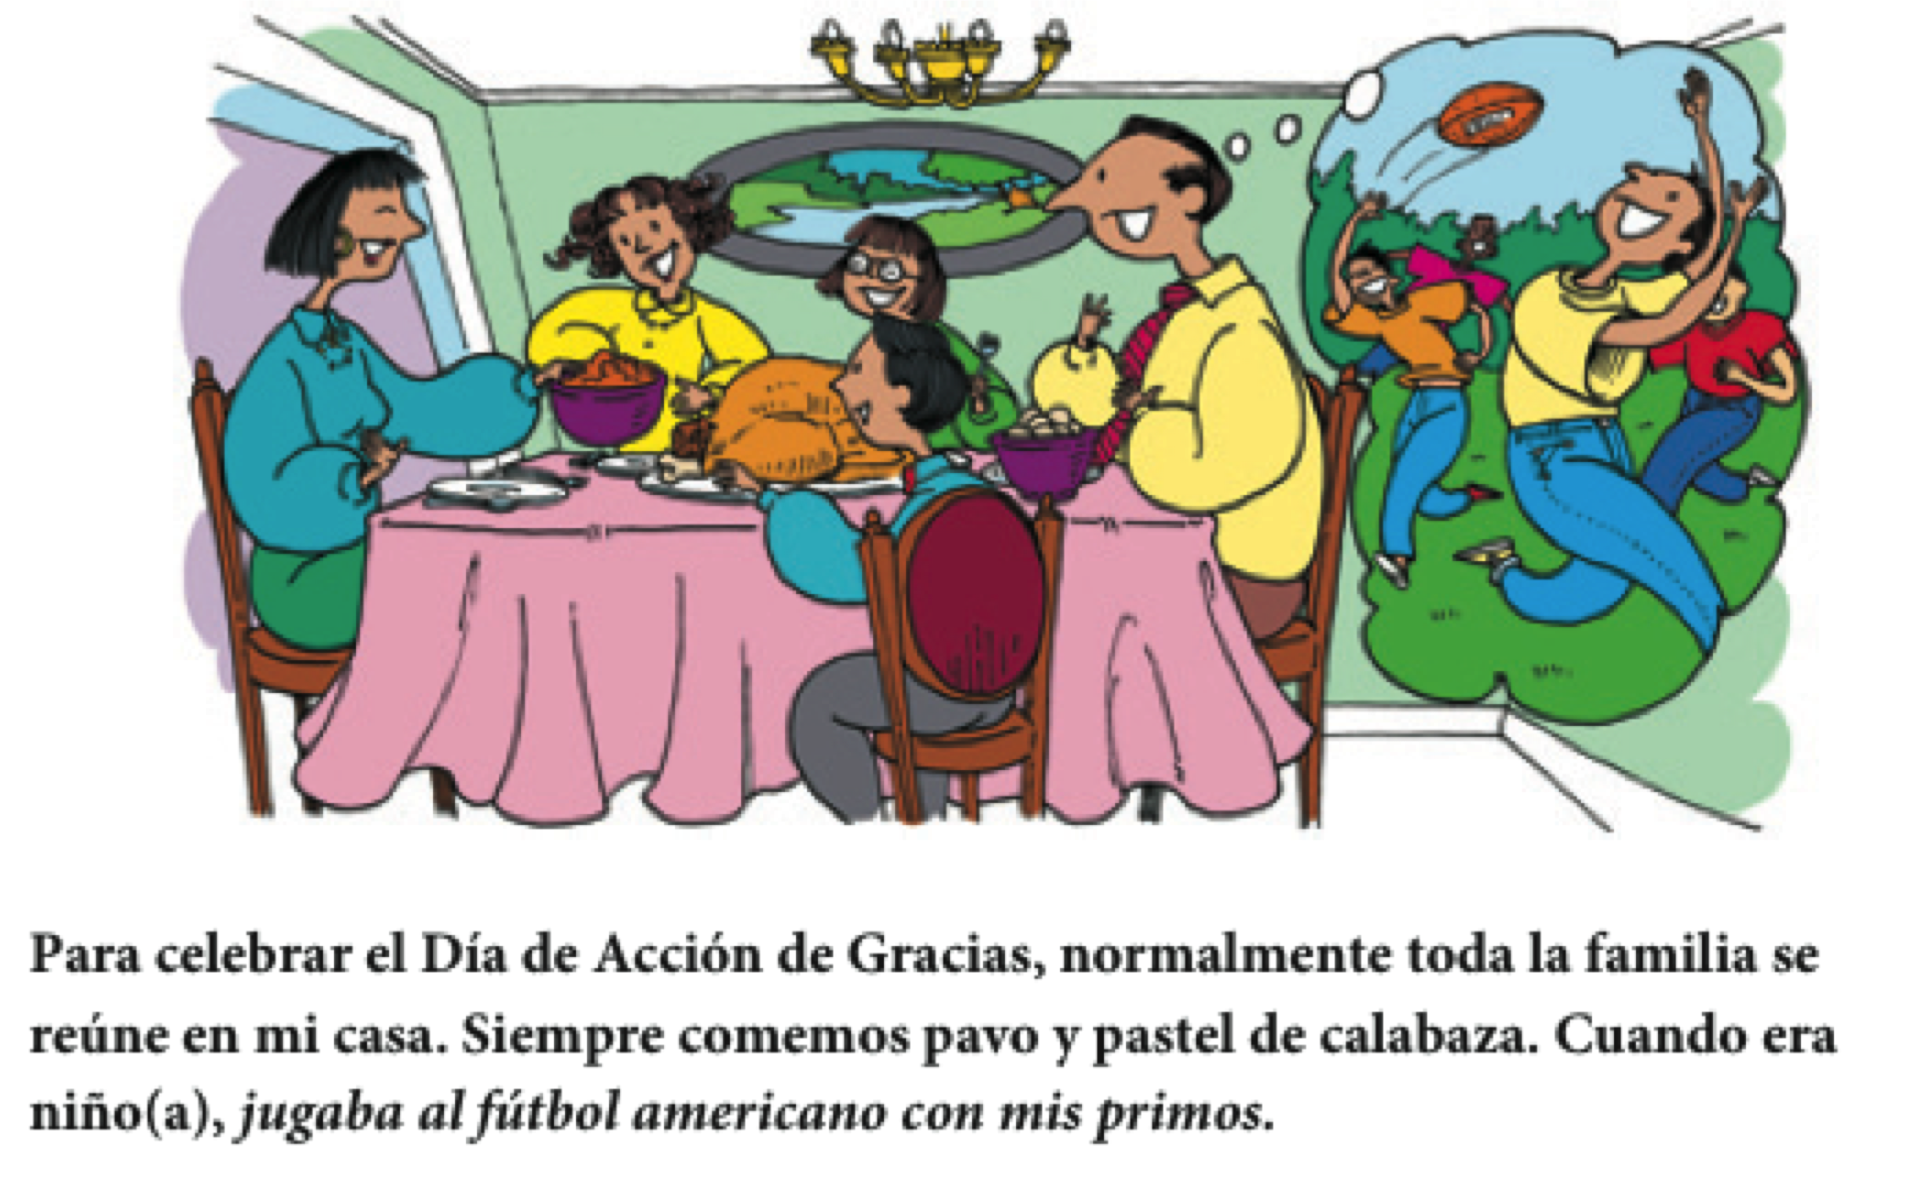 Para celebrar el Día de Acción de Gracias, normalmente toda la familia se
reúne en mi casa. Siempre comemos pavo y pastel de calabaza. Cuando era
niño(a), jugaba al fútbol americano con mis primos.